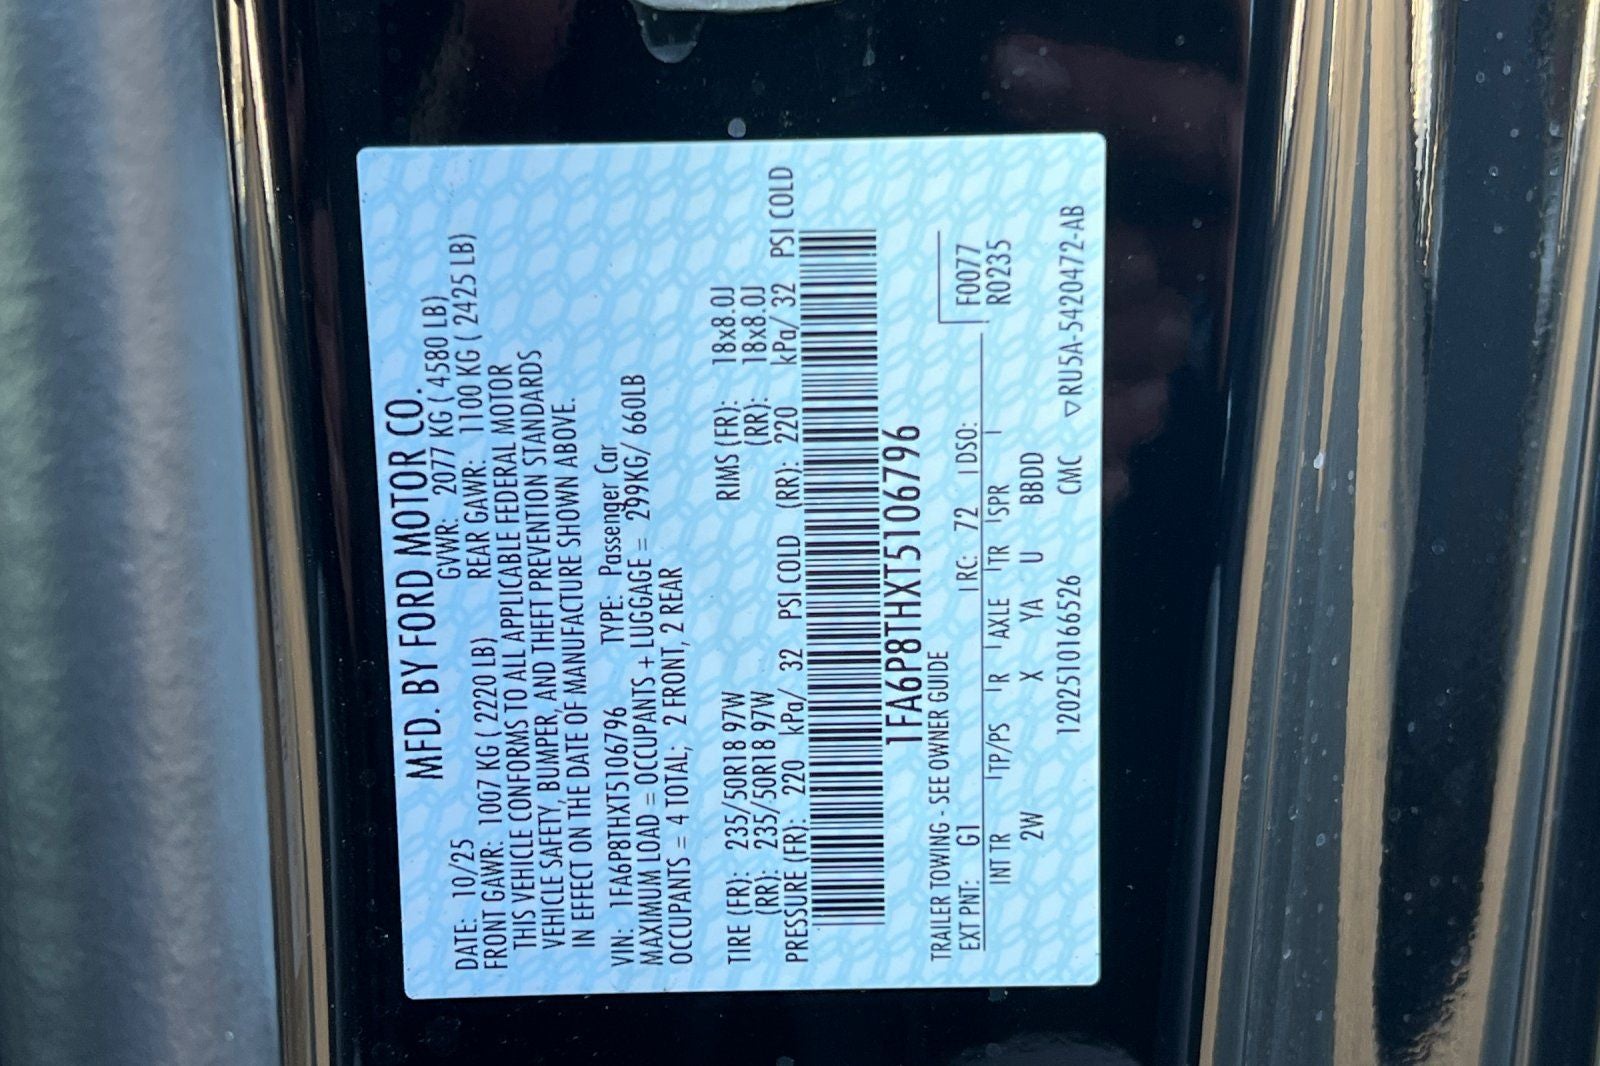 MFD. BY FORD MOTOR CO.
DATE: 10/25 GVWR: 2077 KG ( 4580 LB)
FRONT GAWR: 1007 KG ( 2220 LB) REAR GAWR: 1100 KG ( 2425 LB)
THIS VEHICLE CONFORMS TO ALL APPLICABLE FEDERAL MOTOR
VEHICLE SAFETY, BUMPER, AND THEFT PREVENTION STANDARDS
IN EFFECT ON THE DATE OF MANUFACTURE SHOWN ABOVE.
VIN: 1FA6P8THXT5106796 TYPE: Passenger Car
MAXIMUM LOAD = OCCUPANTS + LUGGAGE = 299KG/ 660LB
OCCUPANTS = 4 TOTAL; 2 FRONT, 2 REAR
TIRE (FR): 235/50R18 97W RIMS (FR): 18x8.0J
(RR): 235/50R18 97W (RR): 18x8.0J
PRESSURE (FR): 220 kPa/ 32 PSI COLD (RR): 220 kPa/ 32 PSI COLD
1FA6P8THXT5106796
TRAILER TOWING - SEE OWNER GUIDE
EXT PNT: G1 RC: 72 DSO: F0077
INT TR TP/PS R AXLE TR SPR R0235
2W X YA U BBDD
120251016526 CMC ▽RU5A-5420472-AB